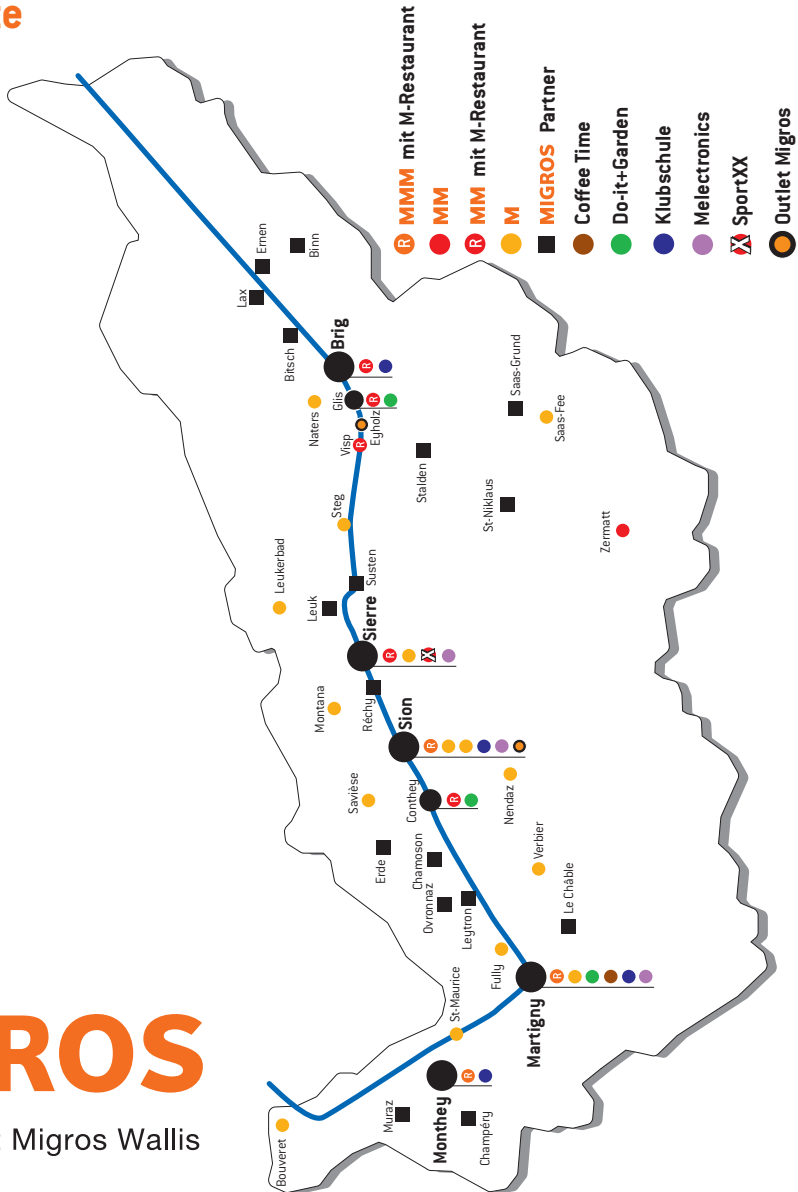 te
ROS
t Migros Wallis
R MMM mit M-Restaurant
MM
R MM mit M-Restaurant
M
MIGROS Partner
Coffee Time
Do-it+Garden
Klubschule
Melectronics
X SportXX
Outlet Migros
Ernen
Binn
Lax
Bitsch
Brig
R
Naters
Glis
R
Visp
R
Eyholz
Saas-Grund
Saas-Fee
Stalden
St-Niklaus
Zermatt
Steg
Leukerbad
Leuk
Susten
Sierre
R
X
Montana
Réchy
Sion
R
Savièse
Conthey
R
Nendaz
Erde
Chamoson
Ovronnaz
Leytron
Verbier
Le Châble
Fully
Martigny
R
St-Maurice
Monthey
R
Muraz
Champéry
Bouveret